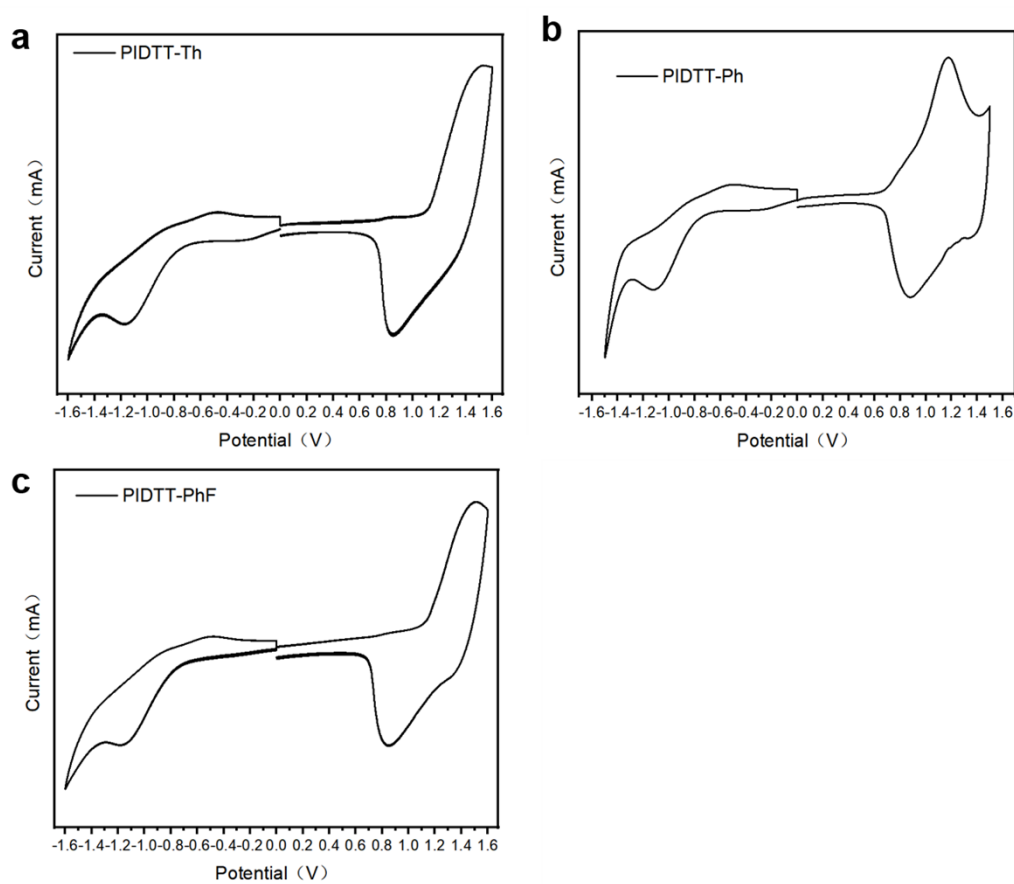 a
PIDTT-Th
Current（mA）
-1.6-1.4-1.2-1.0-0.8-0.6-0.4-0.2 0.0 0.2 0.4 0.6 0.8 1.0 1.2 1.4 1.6
Potential（V）
b
PIDTT-Ph
Current（mA）
-1.6-1.4-1.2-1.0-0.8-0.6-0.4-0.2 0.0 0.2 0.4 0.6 0.8 1.0 1.2 1.4 1.6
Potential（V）
c
PIDTT-PhF
Current（mA）
-1.6-1.4-1.2-1.0-0.8-0.6-0.4-0.2 0.0 0.2 0.4 0.6 0.8 1.0 1.2 1.4 1.6
Potential（V）